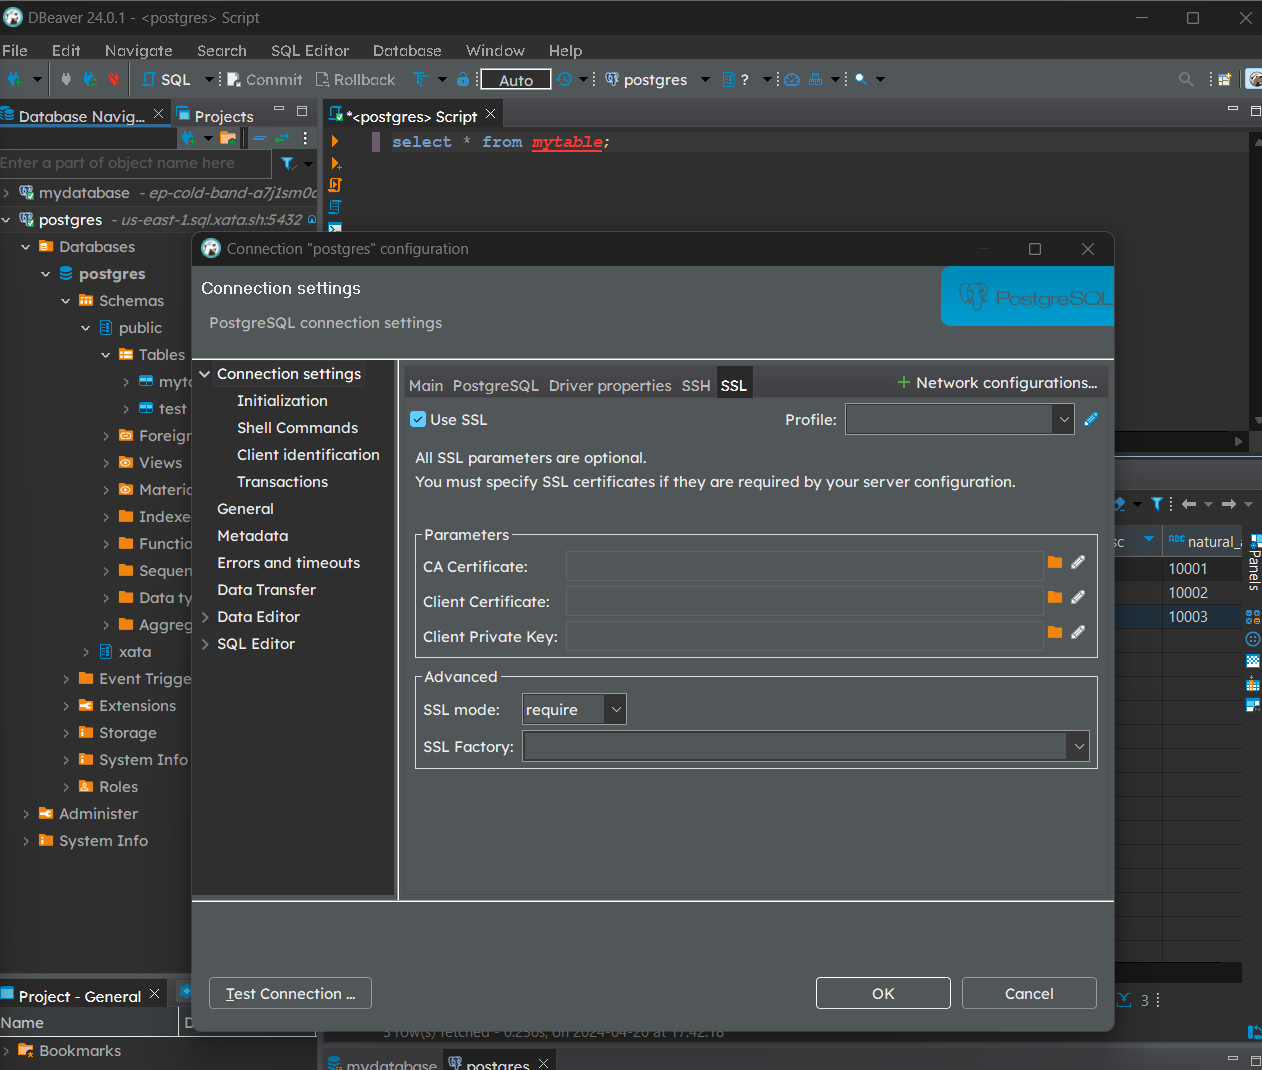 DBeaver 24.0.1 - <postgres> Script
File Edit Navigate Search SQL Editor Database Window Help
SQL Commit Rollback T Auto postgres ?
Database Navig... Projects
*<postgres> Script
select * from mytable;
Enter a part of object name here
mydatabase - ep-cold-band-a7j1sm0
postgres - us-east-1.sql.xata.sh:5432
Databases
postgres
Schemas
public
Tables
myt
test
Foreig
Views
Materia
Indexe
Functio
Sequen
Data ty
Aggreg
xata
Event Trigge
Extensions
Storage
System Info
Roles
Administer
System Info
Connection "postgres" configuration
Connection settings
PostgreSQL connection settings
PostgreSQL
Connection settings
Initialization
Shell Commands
Client identification
Transactions
General
Metadata
Errors and timeouts
Data Transfer
Data Editor
SQL Editor
Main PostgreSQL Driver properties SSH SSL Network configurations...
Use SSL Profile:
All SSL parameters are optional.
You must specify SSL certificates if they are required by your server configuration.
Parameters
CA Certificate:
Client Certificate:
Client Private Key:
Advanced
SSL mode: require
SSL Factory:
Test Connection ... OK Cancel
sc ABC natural_
10001
10002
10003
Panels
3
3 row(s) fetched - 0.230s, on 2024-04-20 at 17:42:18
Project - General
Name D
Bookmarks
mydatabase postgres